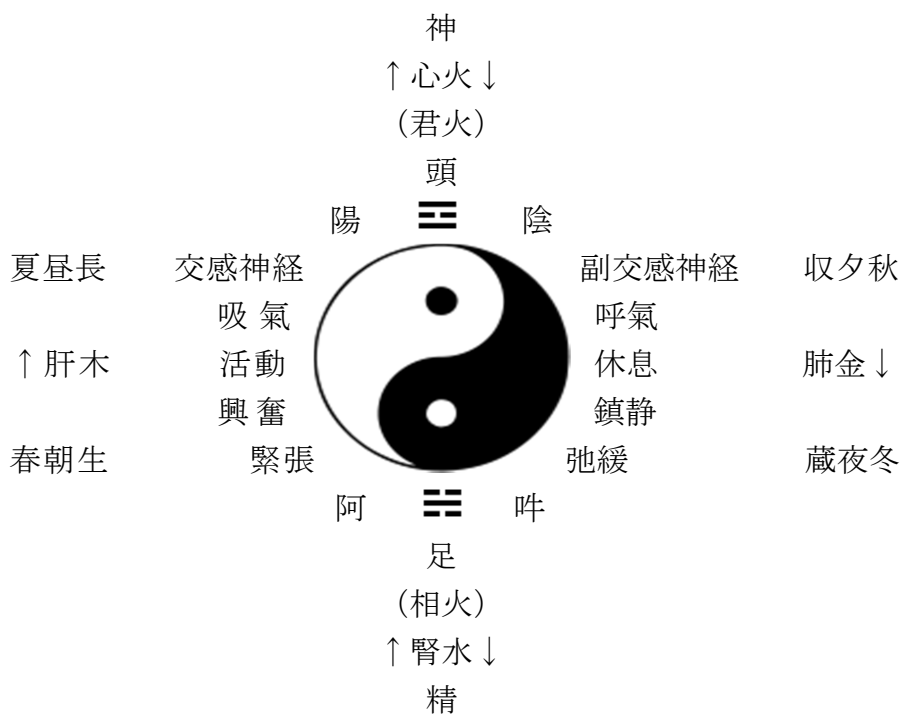 神
↑心火↓
（君火）
頭
陽 ☲ 陰
夏昼長 交感神経 副交感神経 収夕秋
吸氣 呼氣
↑肝木 活動 休息 肺金↓
興奮 鎮静
春朝生 緊張 弛緩 蔵夜冬
阿 ☵ 吽
足
（相火）
↑腎水↓
精